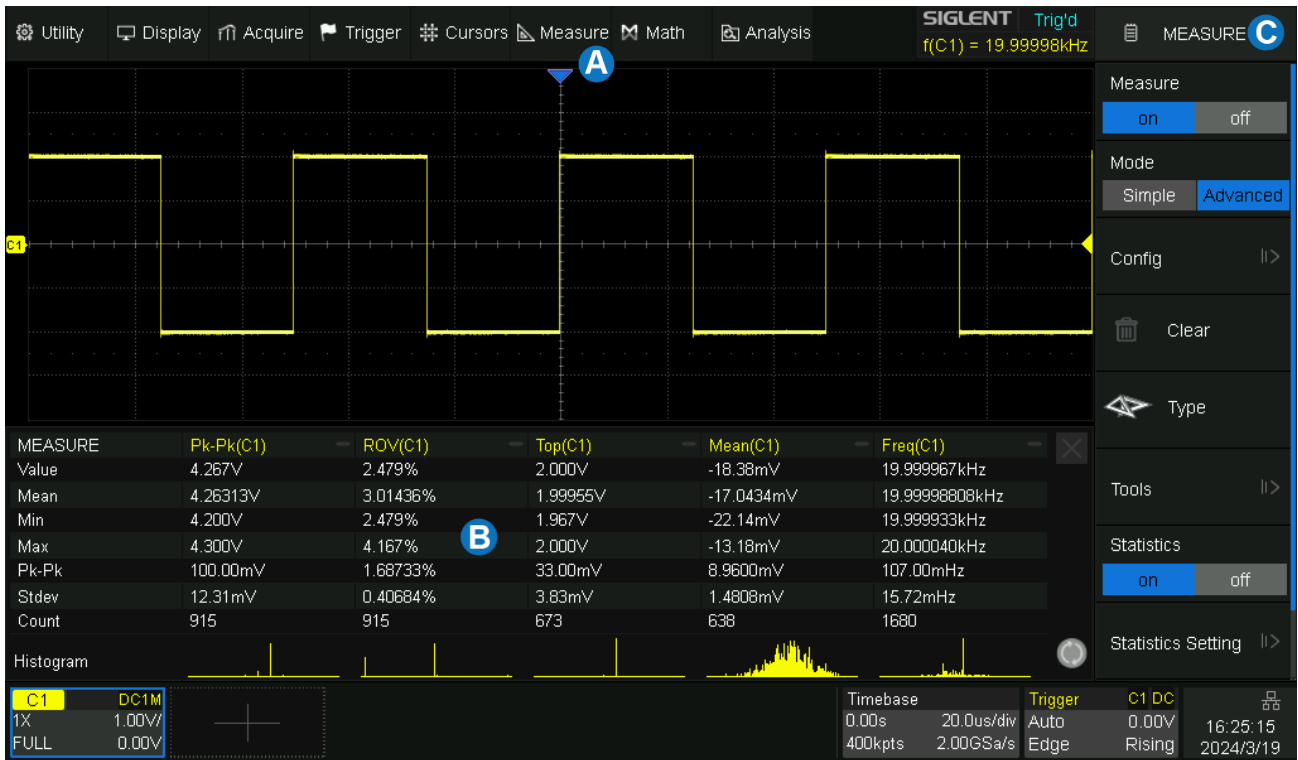 Utility Display Acquire Trigger Cursors Measure Math Analysis SIGLENT Trig'd
f(C1) = 19.99998kHz
MEASURE C
A
Measure
on off
Mode
Simple Advanced
C1
Config
Clear
Type
MEASURE Pk-Pk(C1) ROV(C1) Top(C1) Mean(C1) Freq(C1)
Value 4.267V 2.479% 2.000V -18.38mV 19.999967kHz
Mean 4.26313V 3.01436% 1.99955V -17.0434mV 19.99998808kHz
Min 4.200V 2.479% 1.967V -22.14mV 19.999933kHz
Max 4.300V 4.167% 2.000V -13.18mV 20.000040kHz
Pk-Pk 100.00mV 1.68733% 33.00mV 8.9600mV 107.00mHz
Stdev 12.31mV 0.40684% 3.83mV 1.4808mV 15.72mHz
Count 915 915 673 638 1680
Histogram
B
Tools
Statistics
on off
Statistics Setting
C1 DC1M
1X 1.00V/
FULL 0.00V
Timebase
0.00s 20.0us/div
400kpts 2.00GSa/s
Trigger C1 DC
Auto 0.00V
Edge Rising
16:25:15
2024/3/19